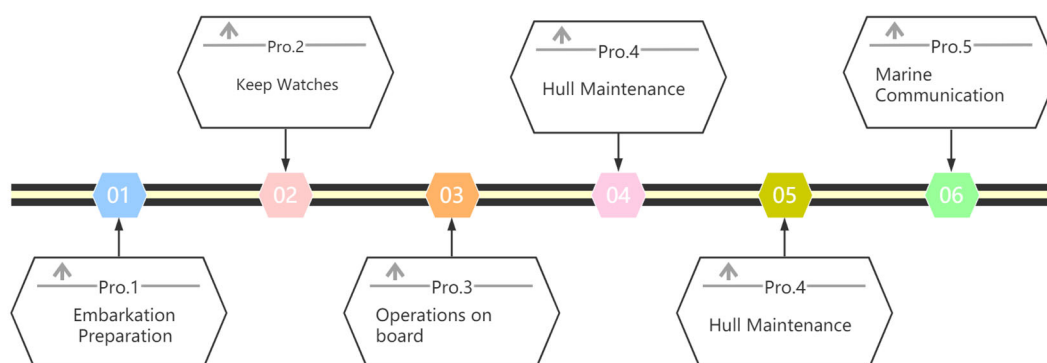 Pro.2
Keep Watches
Pro.4
Hull Maintenance
Pro.5
Marine
Communication
01
02
03
04
05
06
Pro.1
Embarkation
Preparation
Pro.3
Operations on
board
Pro.4
Hull Maintenance